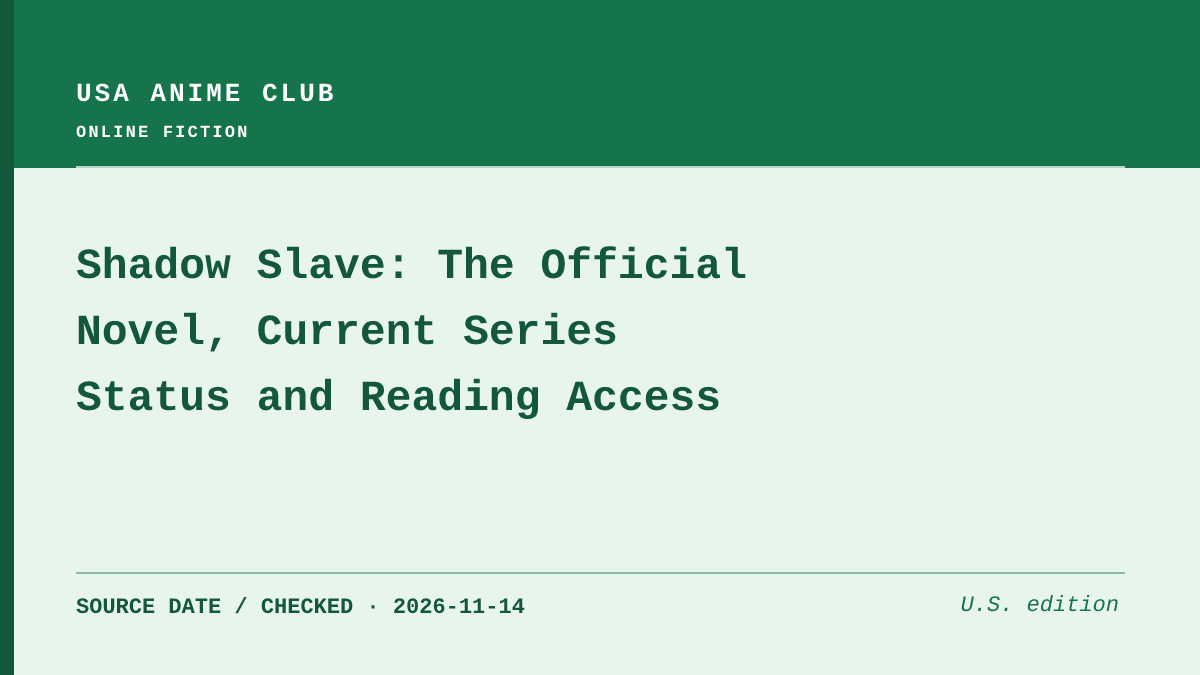 USA ANIME CLUB
ONLINE FICTION
Shadow Slave: The Official
Novel, Current Series
Status and Reading Access
SOURCE DATE / CHECKED · 2026-11-14
U.S. edition